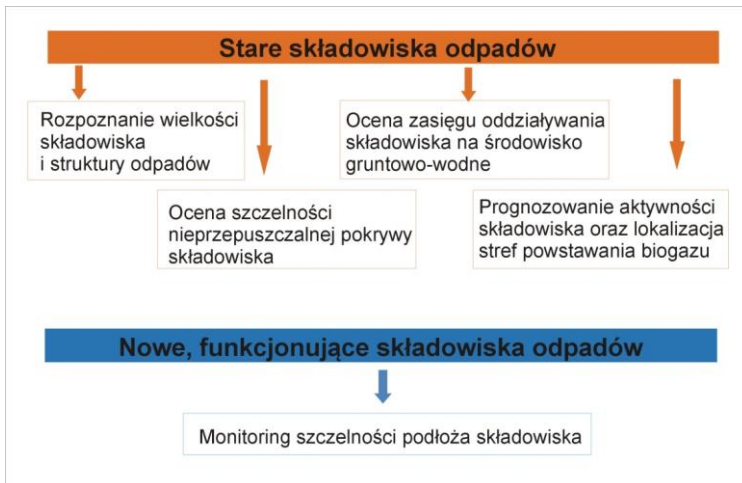 Stare składowiska odpadów
Rozpoznanie wielkości
składowiska
i struktury odpadów
Ocena zasięgu oddziaływania
składowiska na środowisko
gruntowo-wodne
Ocena szczelności
nieprzepuszczalnej pokrywy
składowiska
Prognozowanie aktywności
składowiska oraz lokalizacja
stref powstawania biogazu
Nowe, funkcjonujące składowiska odpadów
Monitoring szczelności podłoża składowiska